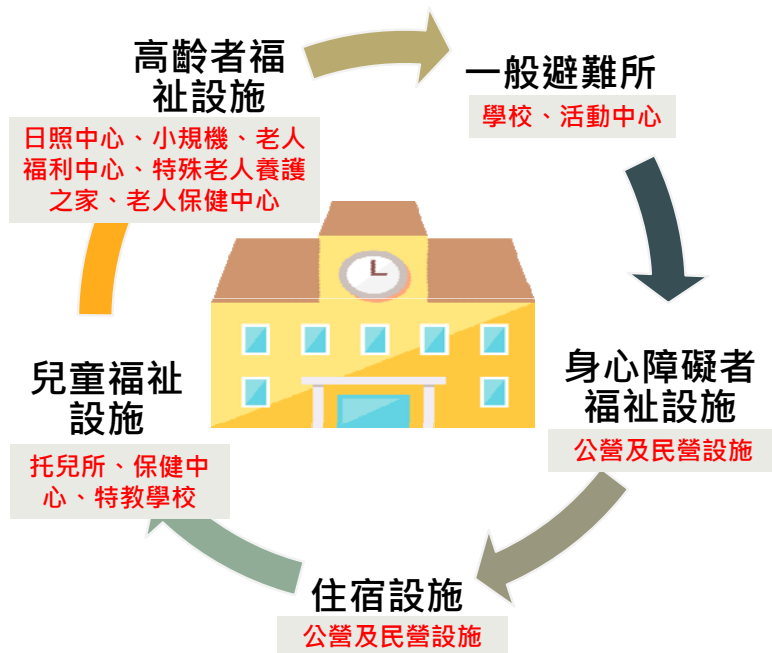 高齡者福
祉設施
日照中心、小規機、老人
福利中心、特殊老人養護
之家、老人保健中心
一般避難所
學校、活動中心
身心障礙者
福祉設施
公營及民營設施
住宿設施
公營及民營設施
兒童福祉
設施
托兒所、保健中
心、特教學校